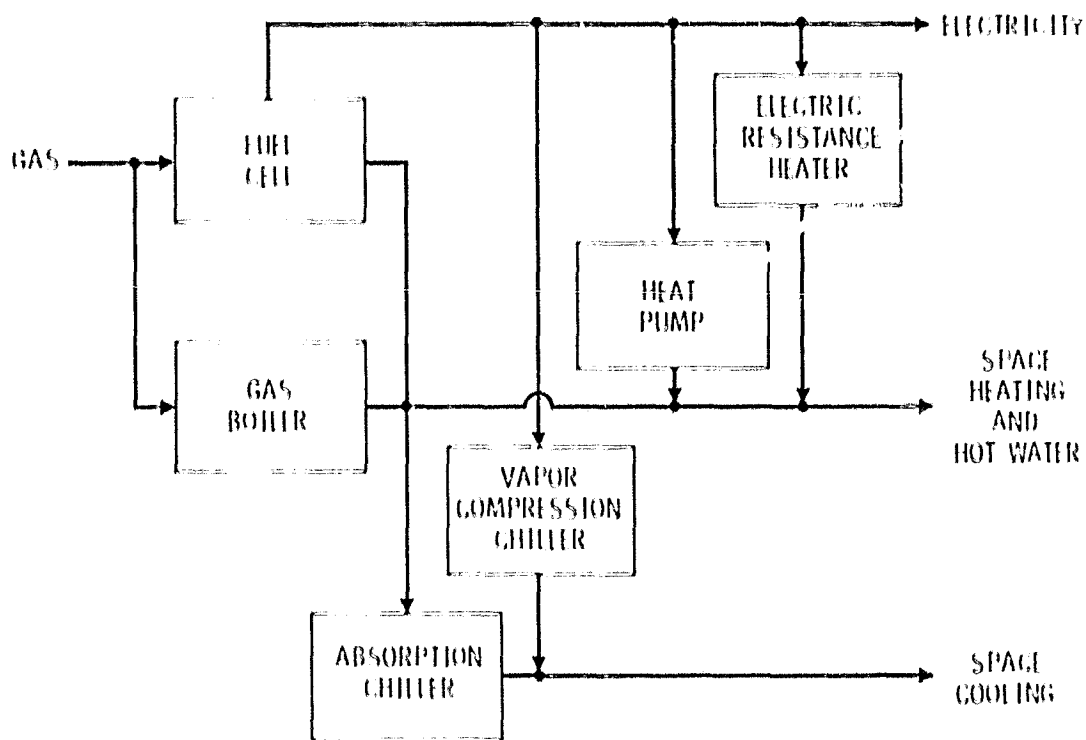 ELECTRICITY
ELECTRIC
RESISTANCE
HEATER
FUEL
CELL
GAS
HEAT
PUMP
GAS
BOILER
SPACE
HEATING
AND
HOT WATER
VAPOR
COMPRESSION
CHILLER
ABSORPTION
CHILLER
SPACE
COOLING